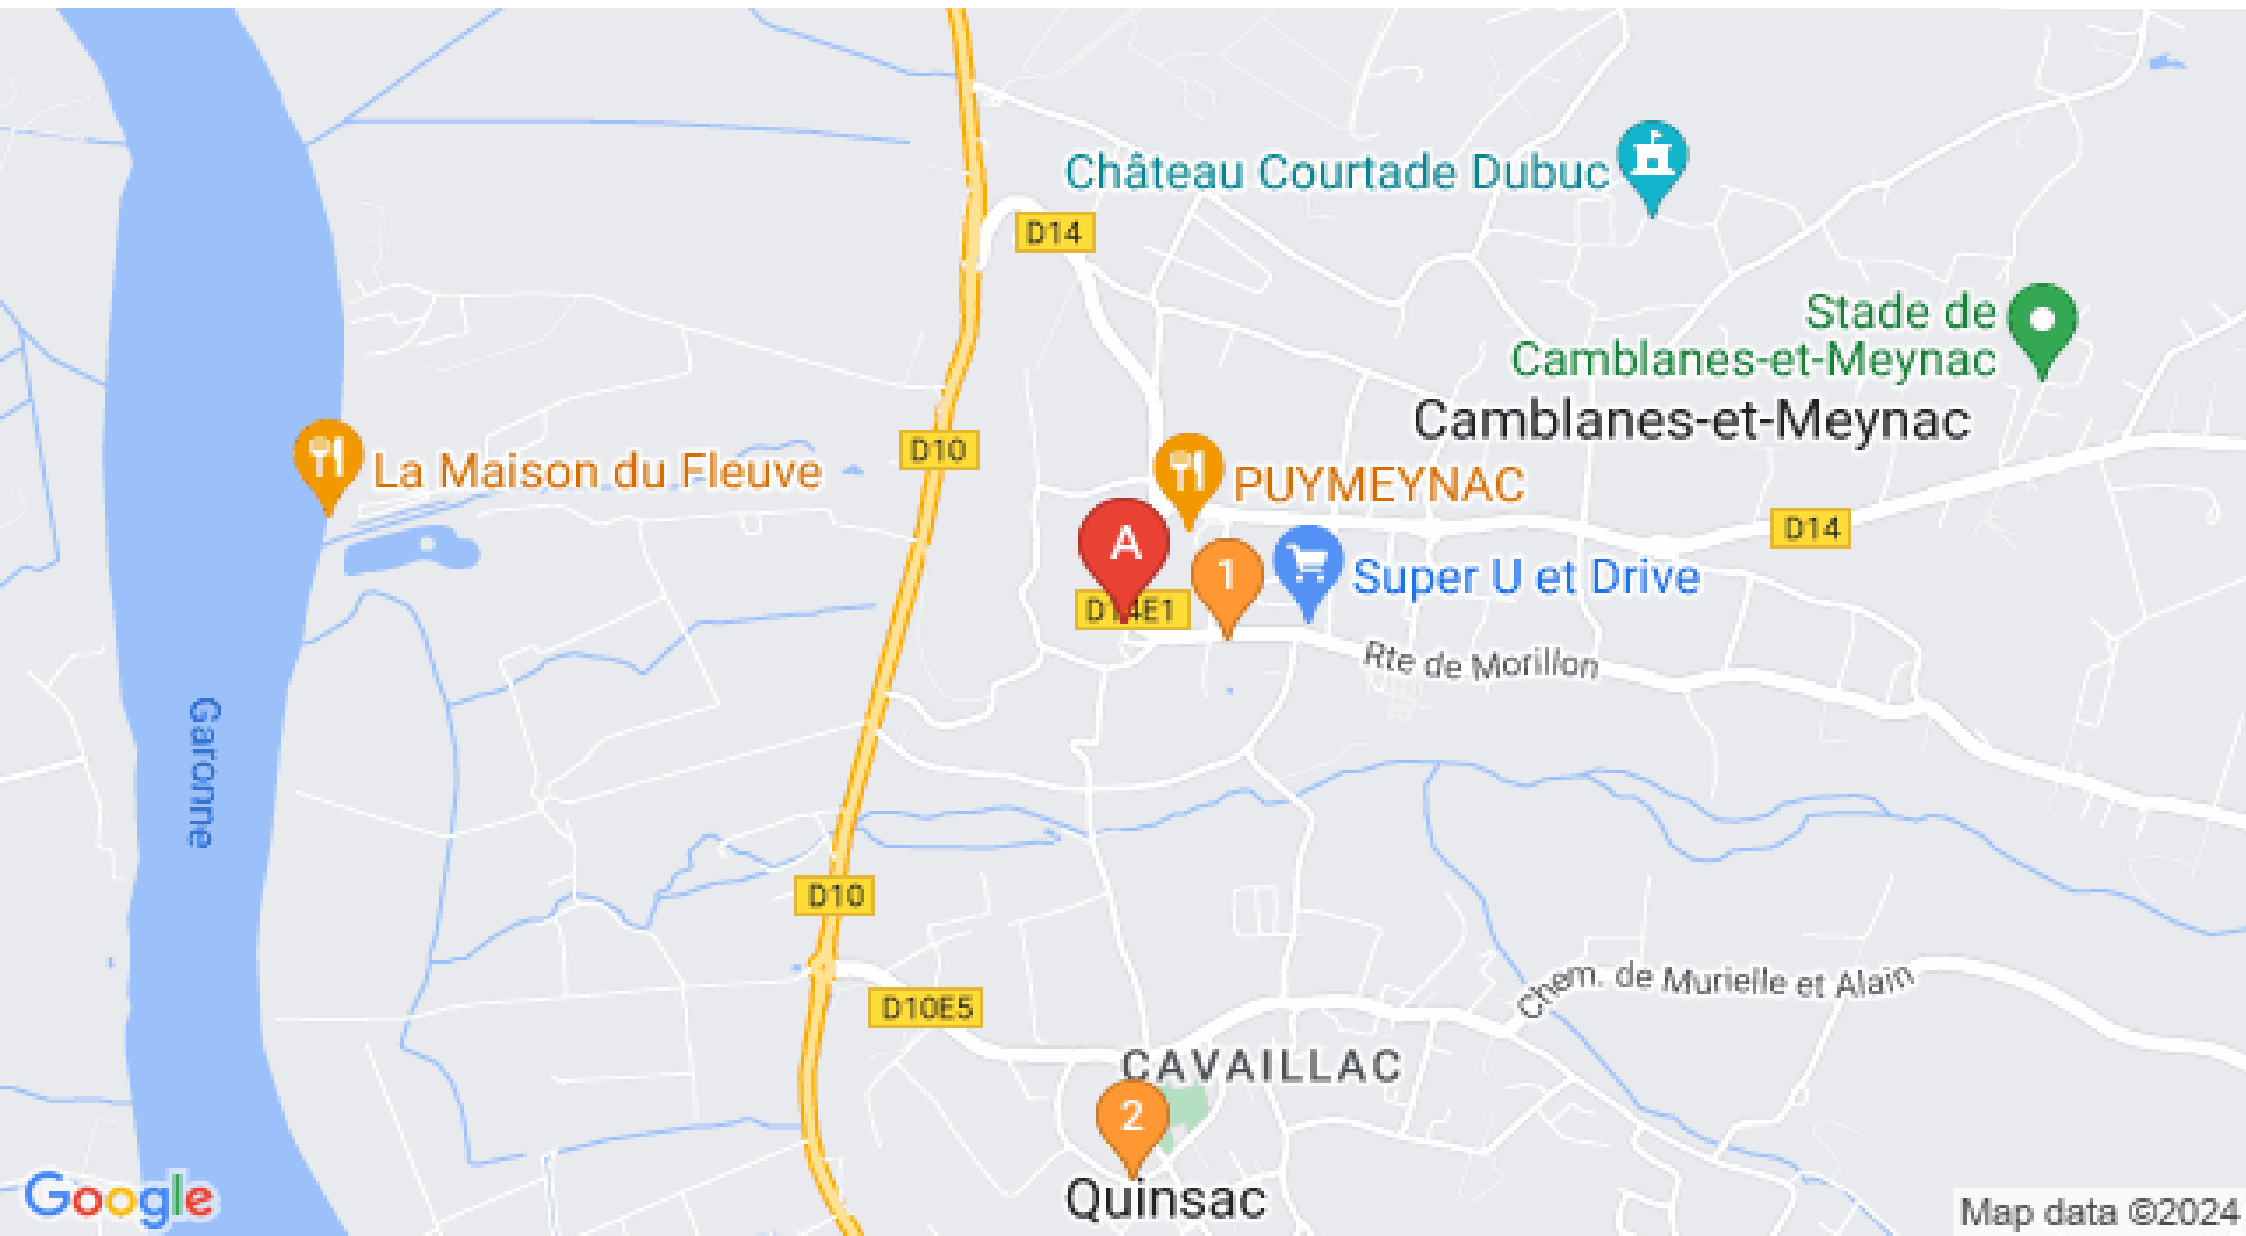 Château Courtade Dubuc
D14
Stade de
Camblanes-et-Meynac
Camblanes-et-Meynac
D10
La Maison du Fleuve
PUYMEYNAC
D14
A
1
Super U et Drive
D14E1
Rte de Morillon
Garonne
D10
Chem. de Murielle et Alain
D10E5
CAVAILLAC
2
Quinsac
Google
Map data ©2024